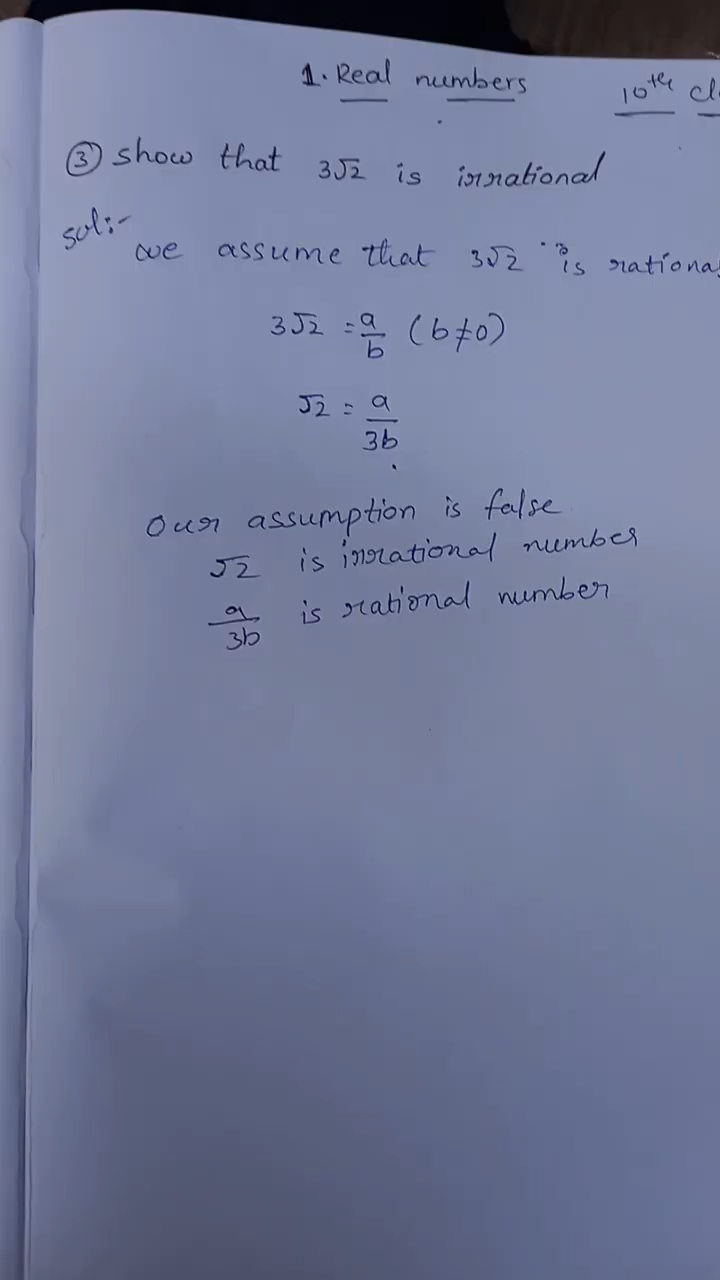 1. Real numbers 10th
③ show that 3√2 is irrational
sol:-
we assume that 3√2 is rational
3√2 = a/b (b≠0)
√2 = a/3b
Our assumption is false
√2 is irrational number
a/3b is rational number